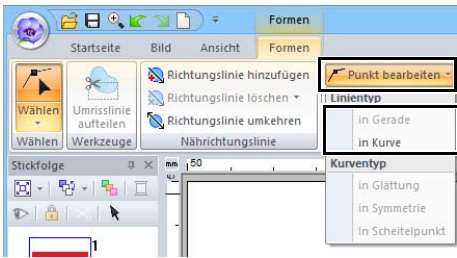 Formen
Startseite Bild Ansicht Formen
Wählen
Umrisslinie aufteilen
Richtungslinie hinzufügen
Richtungslinie löschen
Richtungslinie umkehren
Punkt bearbeiten
Wählen Werkzeuge Nährichtungslinie
Linientyp
in Gerade
in Kurve
Kurventyp
in Glättung
in Symmetrie
In Scheitelpunkt
Stickfolge
mm 50
1